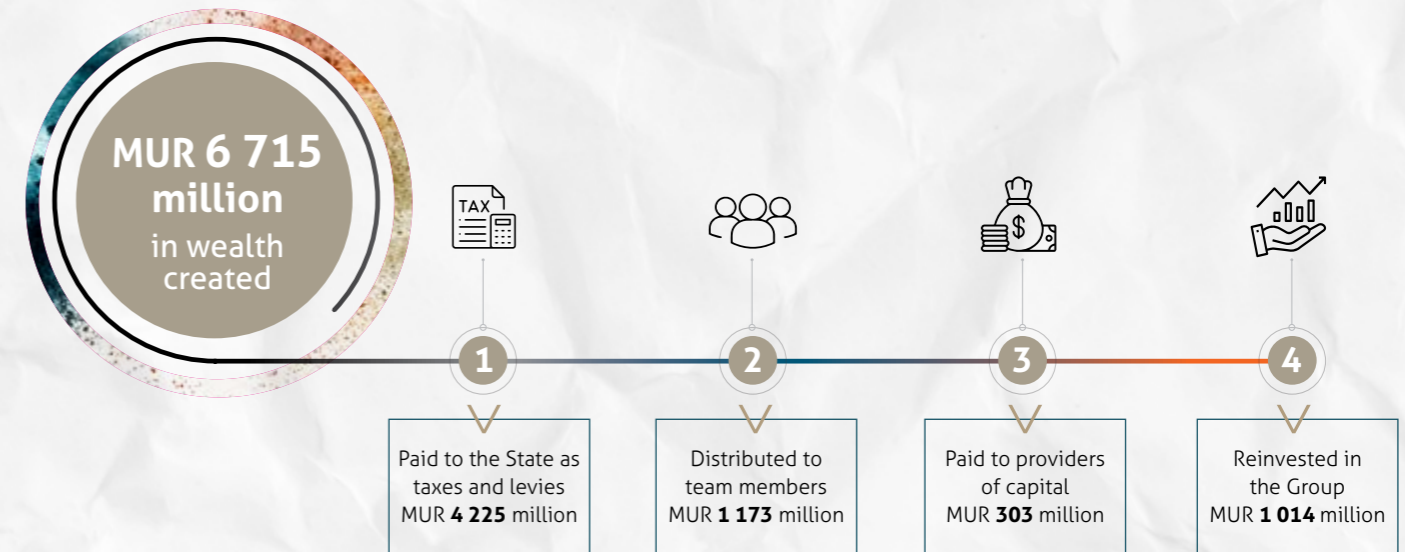 MUR 6 715
million
in wealth
created
TAX
$
1
2
3
4
Paid to the State as
taxes and levies
MUR 4 225 million
Distributed to
team members
MUR 1 173 million
Paid to providers
of capital
MUR 303 million
Reinvested in
the Group
MUR 1 014 million